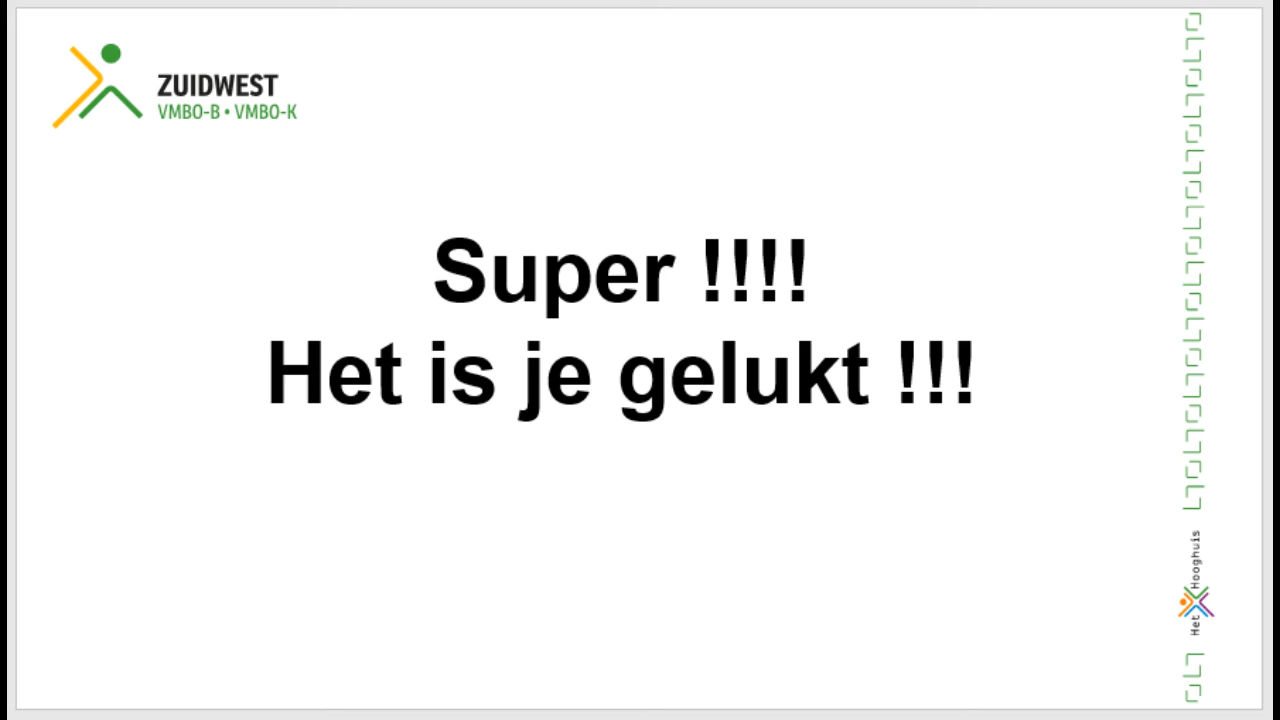 ZUIDWEST
VMBO-B • VMBO-K
Super !!!!
Het is je gelukt !!!
Het Hooghuis